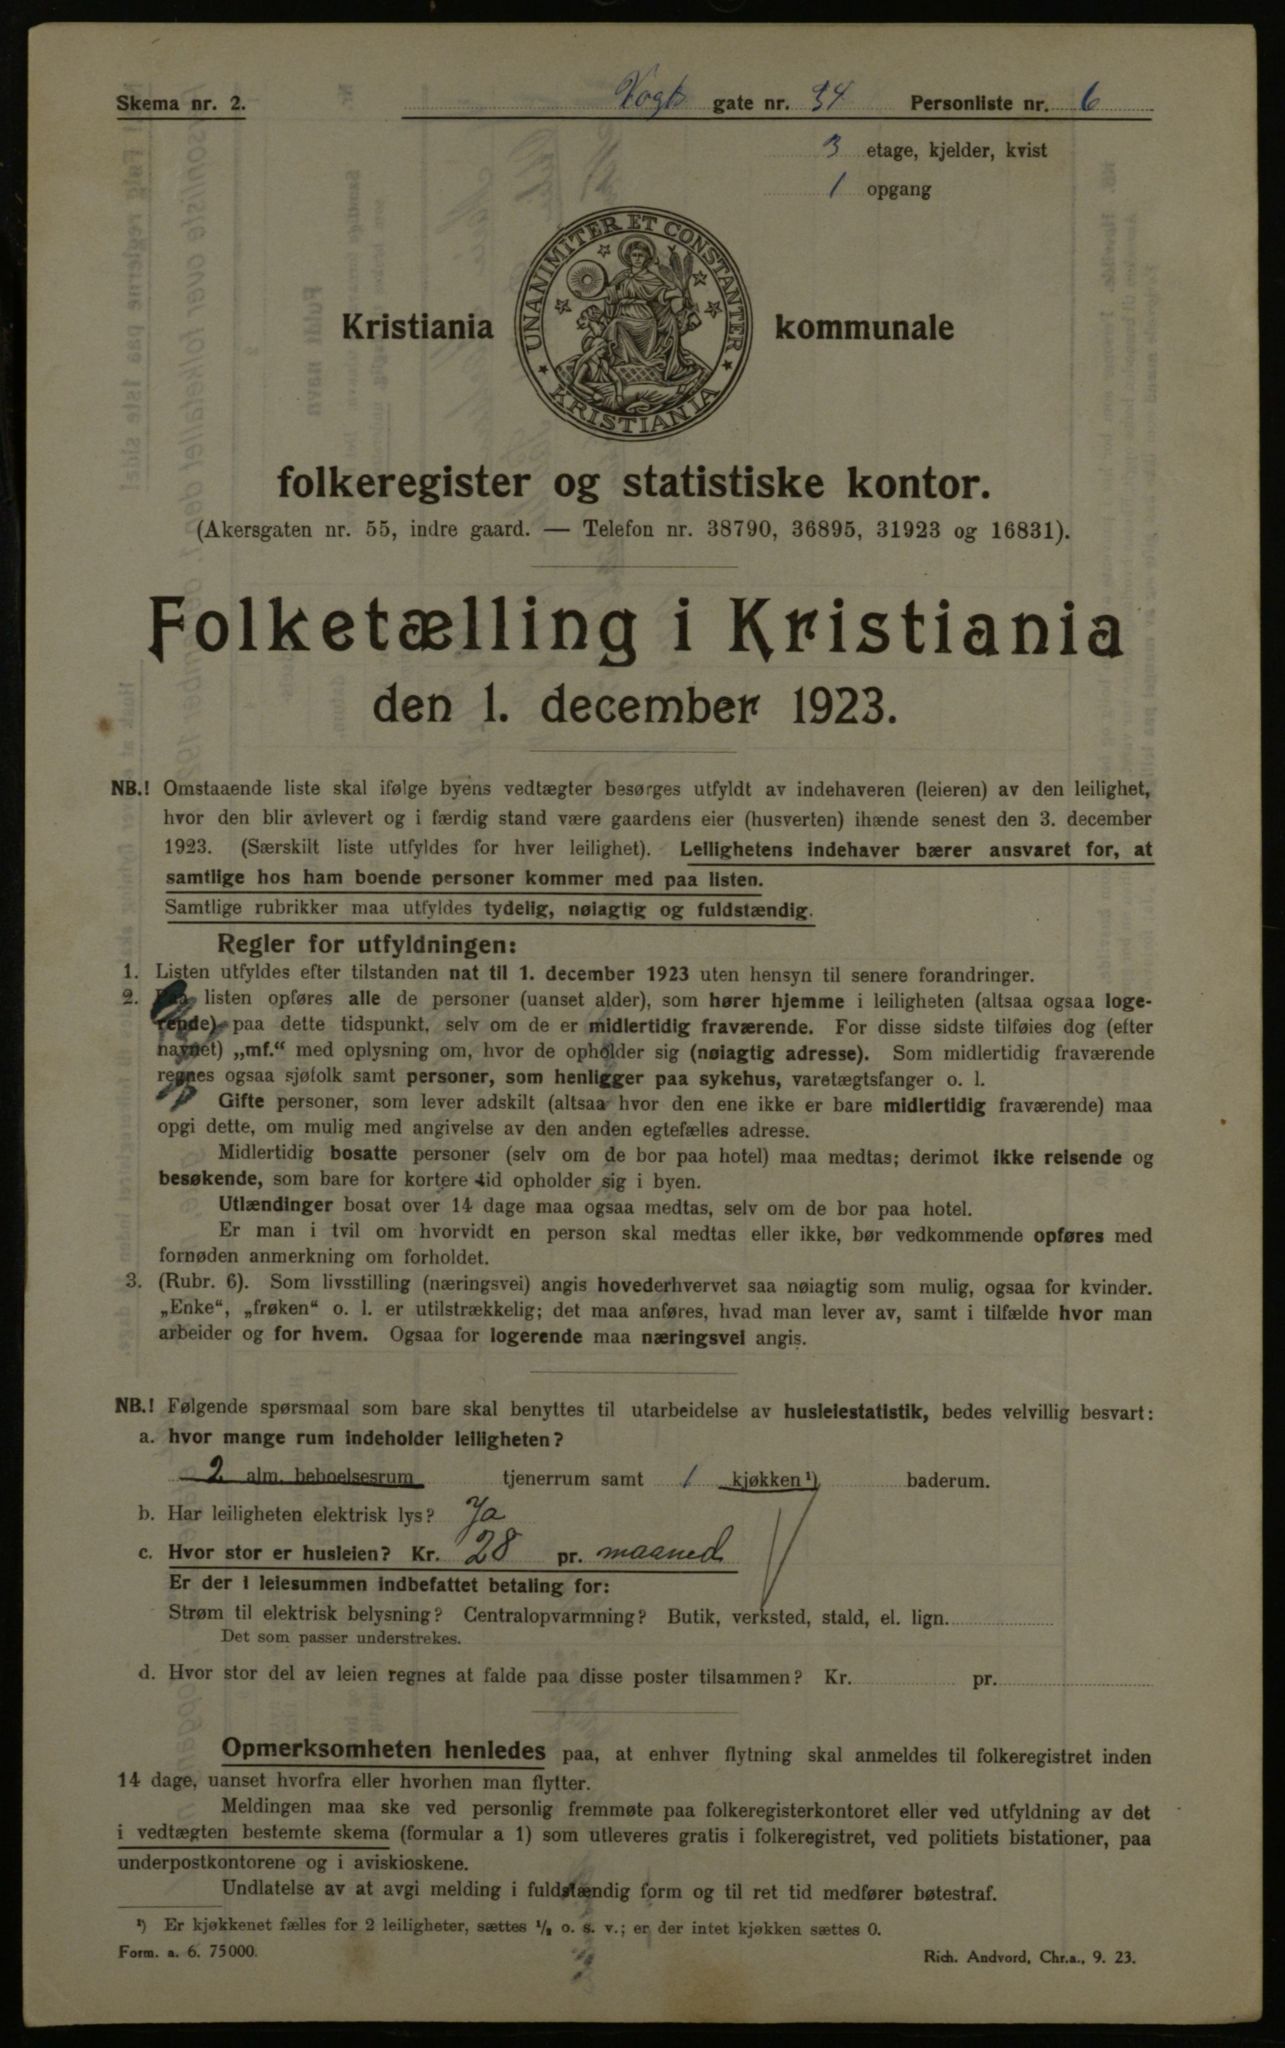 Skema nr. 2. Vogts gate nr. 34 Personliste nr. 6
3 etage, kjelder, kvist
1 opgang
UNANIMITER ET CONSTANTER
KRISTIANIA
Kristiania kommunale
folkeregister og statistiske kontor.
(Akersgaten nr. 55, indre gaard. — Telefon nr. 38790, 36895, 31923 og 16831).
Folketælling i Kristiania
den 1. december 1923.
NB.! Omstaaende liste skal ifølge byens vedtægter besørges utfyldt av indehaveren (leieren) av den leilighet,
hvor den blir avlevert og i færdig stand være gaardens eier (husverten) ihænde senest den 3. december
1923. (Særskilt liste utfyldes for hver leilighet). Leilighetens indehaver bærer ansvaret for, at
samtlige hos ham boende personer kommer med paa listen.
Samtlige rubrikker maa utfyldes tydelig, nøiagtig og fuldstændig.
Regler for utfyldningen:
1. Listen utfyldes efter tilstanden nat til 1. december 1923 uten hensyn til senere forandringer.
2. listen opføres alle de personer (uanset alder), som hører hjemme i leiligheten (altsaa ogsaa loge-
rende) paa dette tidspunkt, selv om de er midlertidig fraværende. For disse sidste tilføies dog (efter
navnet) „mf.“ med oplysning om, hvor de opholder sig (nøiagtig adresse). Som midlertidig fraværende
regnes ogsaa sjøfolk samt personer, som henligger paa sykehus, varetægtsfanger o. l.
Gifte personer, som lever adskilt (altsaa hvor den ene ikke er bare midlertidig fraværende) maa
opgi dette, om mulig med angivelse av den anden egtefælles adresse.
Midlertidig bosatte personer (selv om de bor paa hotel) maa medtas; derimot ikke reisende og
besøkende, som bare for kortere tid opholder sig i byen.
Utlændinger bosat over 14 dage maa ogsaa medtas, selv om de bor paa hotel.
Er man i tvil om hvorvidt en person skal medtas eller ikke, bør vedkommende opføres med
fornøden anmerkning om forholdet.
3. (Rubr. 6). Som livsstilling (næringsvei) angis hovederhvervet saa nøiagtig som mulig, ogsaa for kvinder.
„Enke“, „frøken“ o. l. er utilstrækkelig; det maa anføres, hvad man lever av, samt i tilfælde hvor man
arbeider og for hvem. Ogsaa for logerende maa næringsvei angis.
NB.! Følgende spørsmaal som bare skal benyttes til utarbeidelse av husleiestatistik, bedes velvillig besvart:
a. hvor mange rum indeholder leiligheten?
2 alm. beboelsesrum tjenerrum samt 1 kjøkken ¹) baderum.
b. Har leiligheten elektrisk lys? Ja
c. Hvor stor er husleien? Kr. 28 pr. maaned
Er der i leiesummen indbefattet betaling for:
Strøm til elektrisk belysning? Centralopvarmning? Butik, verksted, stald, el. lign.
Det som passer understrekes.
d. Hvor stor del av leien regnes at falde paa disse poster tilsammen? Kr. pr.
Opmerksomheten henledes paa, at enhver flytning skal anmeldes til folkeregistret inden
14 dage, uanset hvorfra eller hvorhen man flytter.
Meldingen maa ske ved personlig fremmøte paa folkeregisterkontoret eller ved utfyldning av det
i vedtægten bestemte skema (formular a 1) som utleveres gratis i folkeregistret, ved politiets bistationer, paa
underpostkontorene og i aviskioskene.
Undlatelse av at avgi melding i fuldstændig form og til ret tid medfører bøtestraf.
¹) Er kjøkkenet fælles for 2 leiligheter, sættes ½ o. s. v.; er der intet kjøkken sættes 0.
Form. a. 6. 75000. Rich. Andvord, Chr.a., 9. 23.